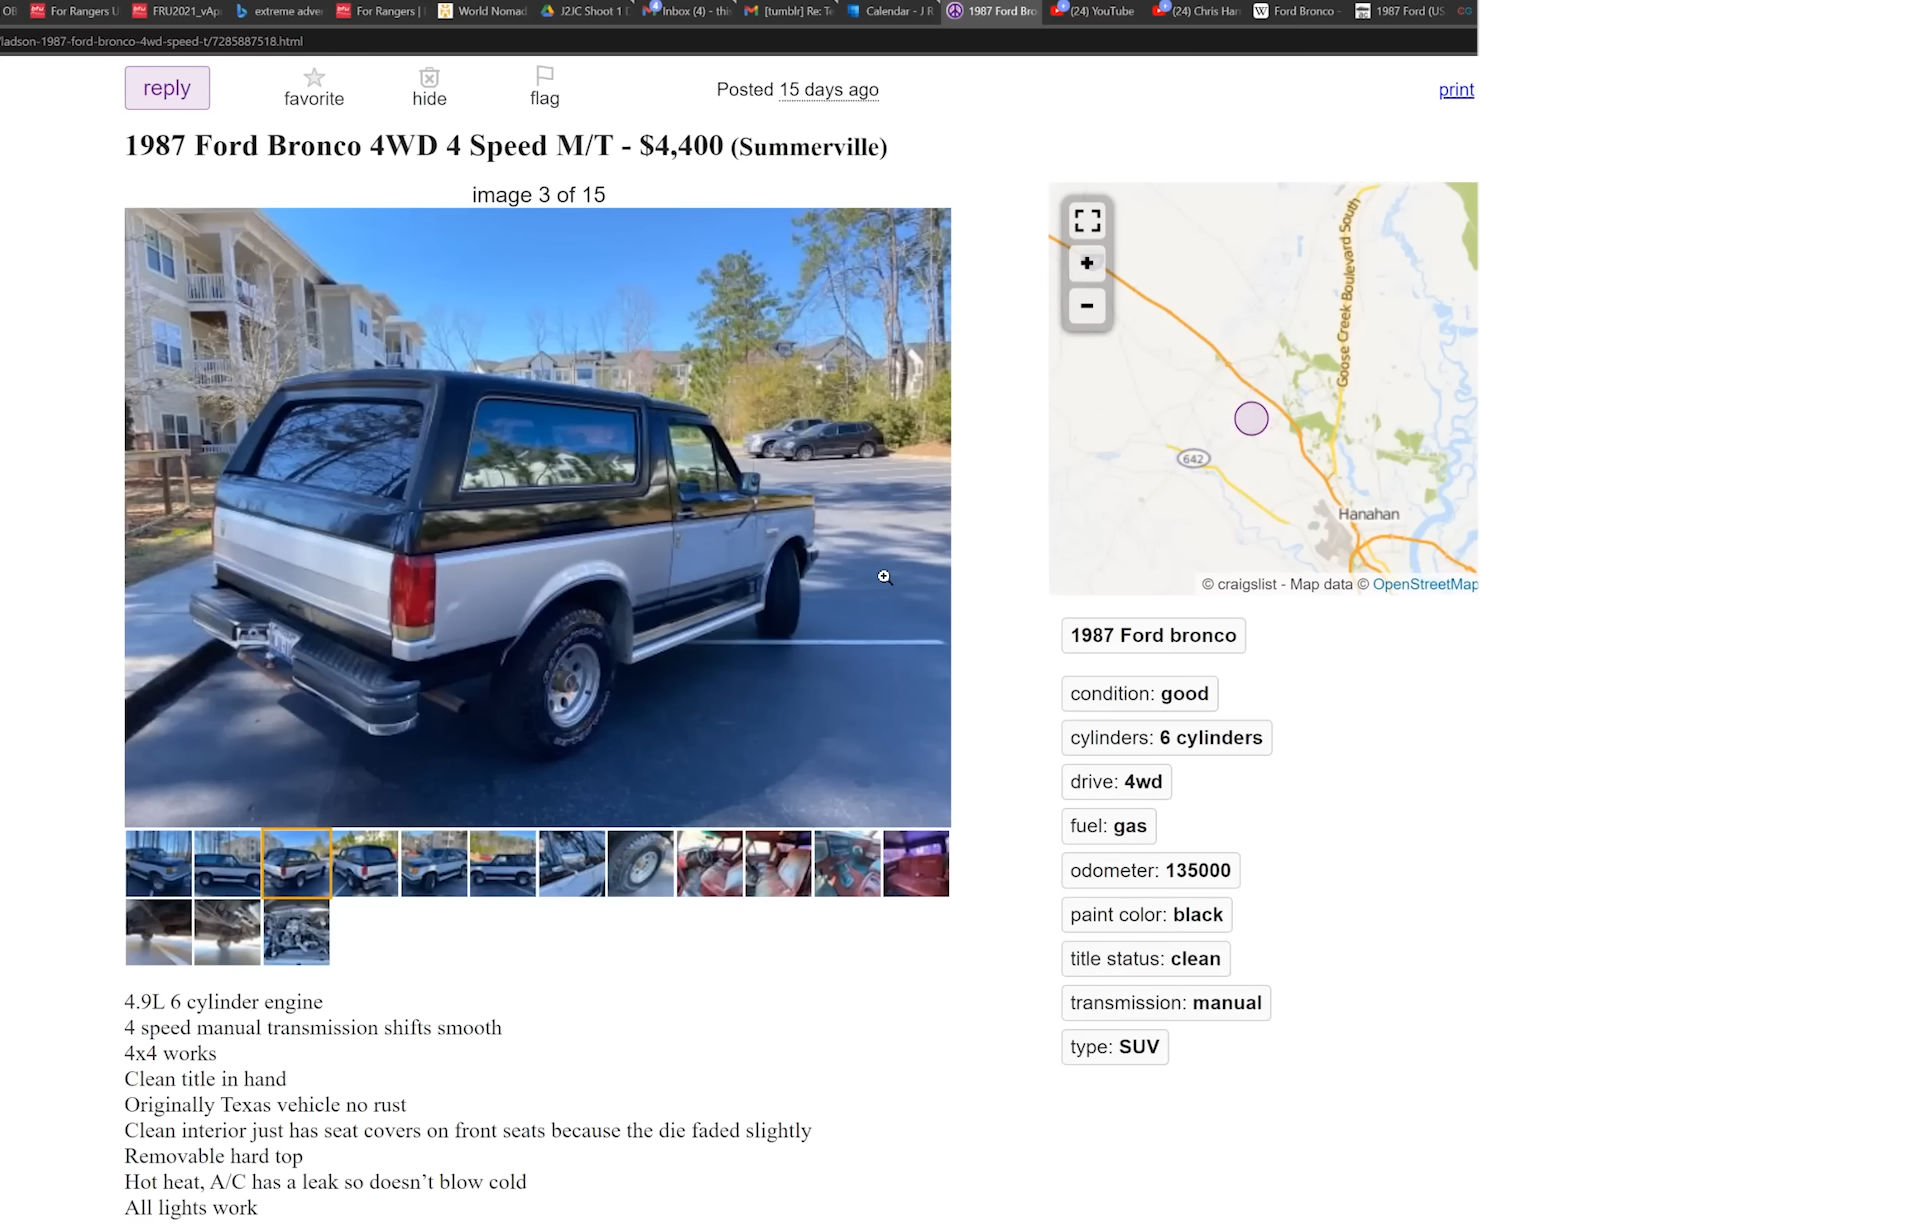 OB For Rangers U FRU2021_vAp extreme adve For Rangers | World Nomad J2JC Shoot 1 Inbox (4) - thi [tumblr] Re: T Calendar - J R 1987 Ford Bro (24) YouTube (24) Chris Har Ford Bronco - 1987 Ford (US
ladson-1987-ford-bronco-4wd-speed-t/7285887518.html
reply
favorite
hide
flag
Posted 15 days ago
print
1987 Ford Bronco 4WD 4 Speed M/T - $4,400 (Summerville)
image 3 of 15
Goose Creek Boulevard South
+
-
642
Hanahan
© craigslist - Map data © OpenStreetMap
1987 Ford bronco
condition: good
cylinders: 6 cylinders
drive: 4wd
fuel: gas
odometer: 135000
paint color: black
title status: clean
transmission: manual
type: SUV
4.9L 6 cylinder engine
4 speed manual transmission shifts smooth
4x4 works
Clean title in hand
Originally Texas vehicle no rust
Clean interior just has seat covers on front seats because the die faded slightly
Removable hard top
Hot heat, A/C has a leak so doesn’t blow cold
All lights work